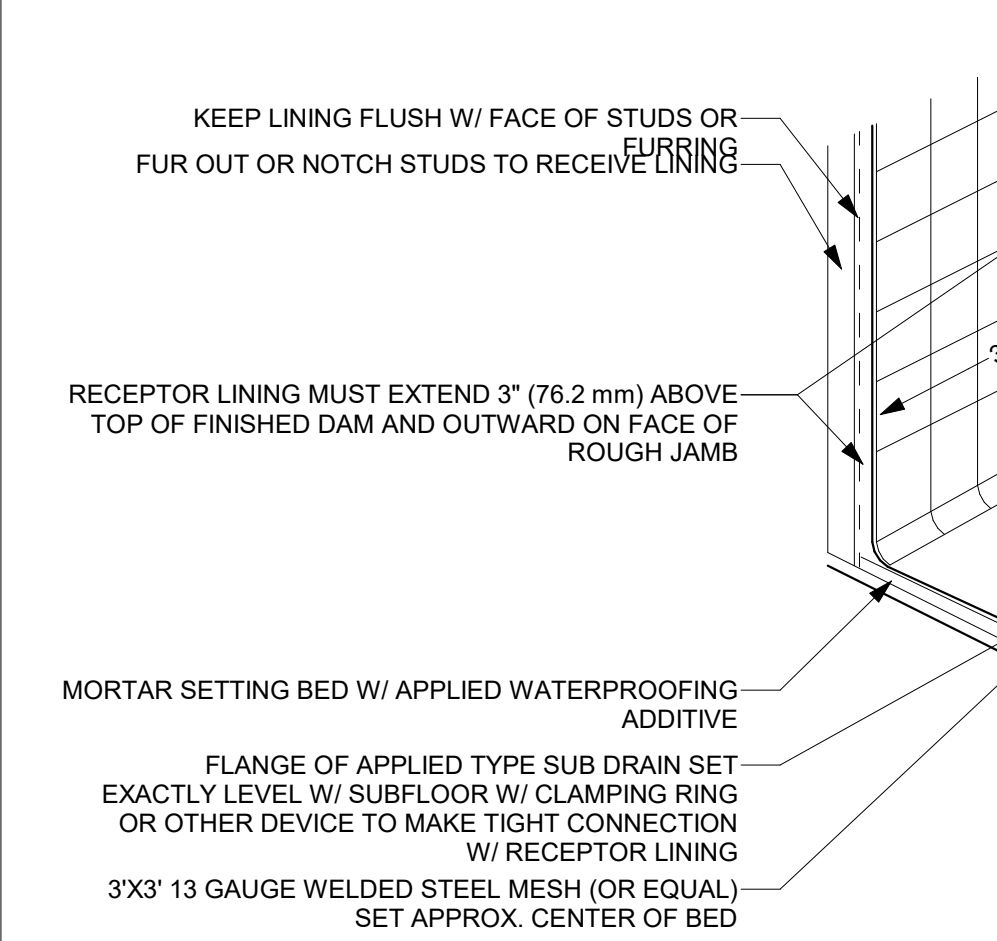 KEEP LINING FLUSH W/ FACE OF STUDS OR
FURRING
FUR OUT OR NOTCH STUDS TO RECEIVE LINING
RECEPTOR LINING MUST EXTEND 3" (76.2 mm) ABOVE
TOP OF FINISHED DAM AND OUTWARD ON FACE OF
ROUGH JAMB
MORTAR SETTING BED W/ APPLIED WATERPROOFING
ADDITIVE
FLANGE OF APPLIED TYPE SUB DRAIN SET
EXACTLY LEVEL W/ SUBFLOOR W/ CLAMPING RING
OR OTHER DEVICE TO MAKE TIGHT CONNECTION
W/ RECEPTOR LINING
3'X3' 13 GAUGE WELDED STEEL MESH (OR EQUAL)
SET APPROX. CENTER OF BED